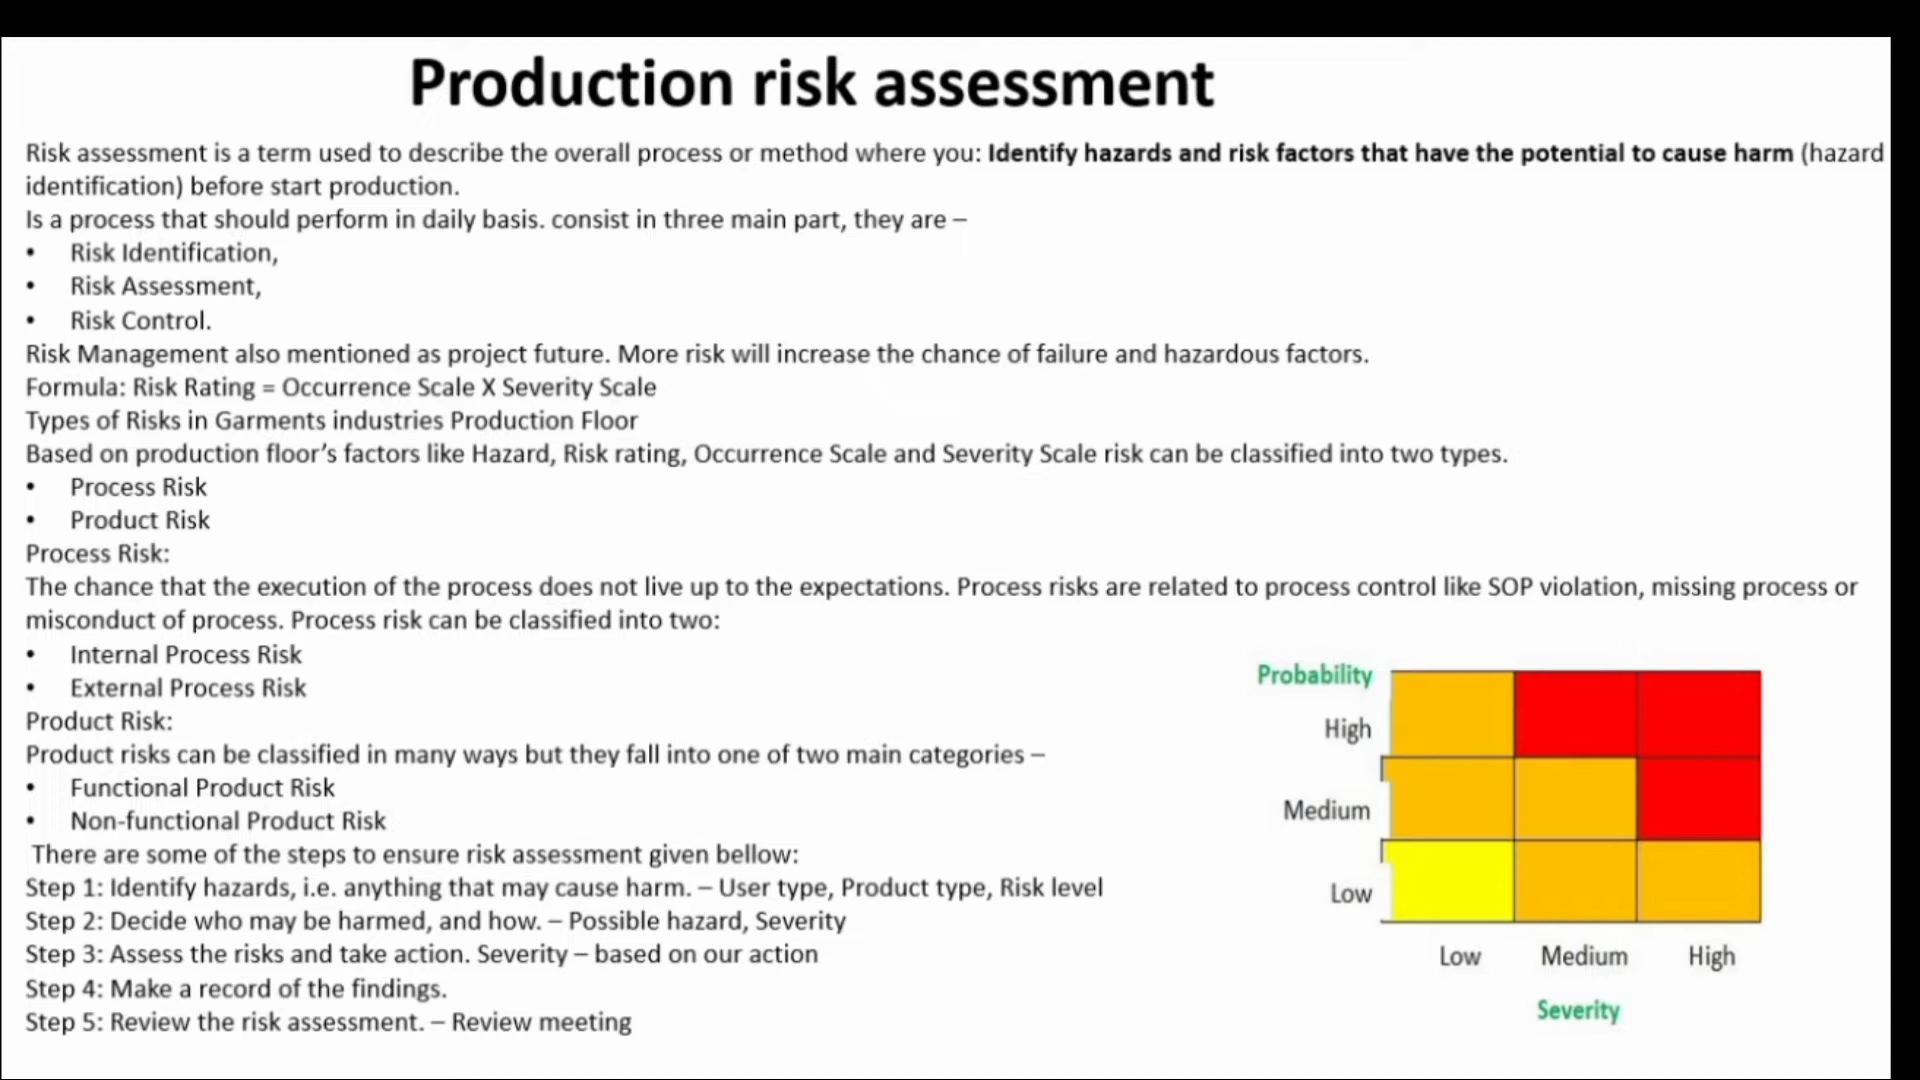 Production risk assessment
Risk assessment is a term used to describe the overall process or method where you: Identify hazards and risk factors that have the potential to cause harm (hazard
identification) before start production.
Is a process that should perform in daily basis. consist in three main part, they are –
• Risk Identification,
• Risk Assessment,
• Risk Control.
Risk Management also mentioned as project future. More risk will increase the chance of failure and hazardous factors.
Formula: Risk Rating = Occurrence Scale X Severity Scale
Types of Risks in Garments industries Production Floor
Based on production floor’s factors like Hazard, Risk rating, Occurrence Scale and Severity Scale risk can be classified into two types.
• Process Risk
• Product Risk
Process Risk:
The chance that the execution of the process does not live up to the expectations. Process risks are related to process control like SOP violation, missing process or
misconduct of process. Process risk can be classified into two:
• Internal Process Risk
• External Process Risk
Product Risk:
Product risks can be classified in many ways but they fall into one of two main categories –
• Functional Product Risk
• Non-functional Product Risk
There are some of the steps to ensure risk assessment given bellow:
Step 1: Identify hazards, i.e. anything that may cause harm. – User type, Product type, Risk level
Step 2: Decide who may be harmed, and how. – Possible hazard, Severity
Step 3: Assess the risks and take action. Severity – based on our action
Step 4: Make a record of the findings.
Step 5: Review the risk assessment. – Review meeting
Probability
High
Medium
Low
Low Medium High
Severity